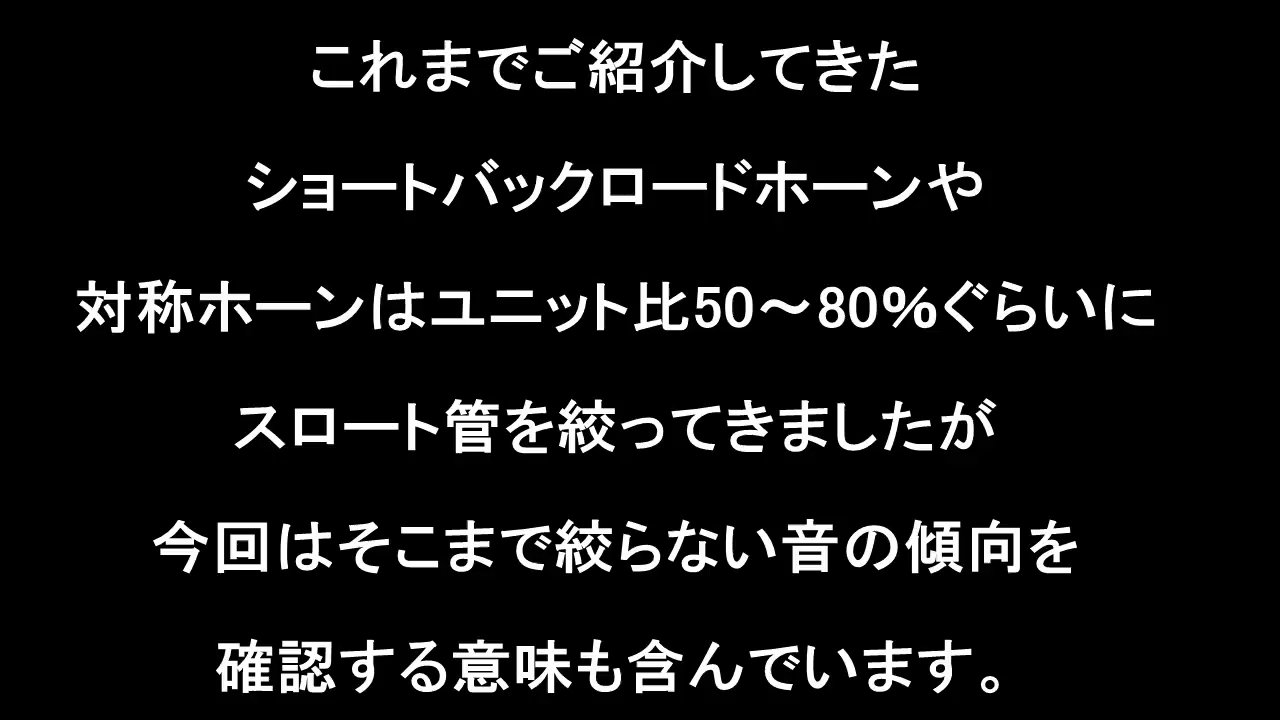 これまでご紹介してきた
ショートバックロードホーンや
対称ホーンはユニット比50～80%ぐらいに
スロート管を絞ってきましたが
今回はそこまで絞らない音の傾向を
確認する意味も含んでいます。